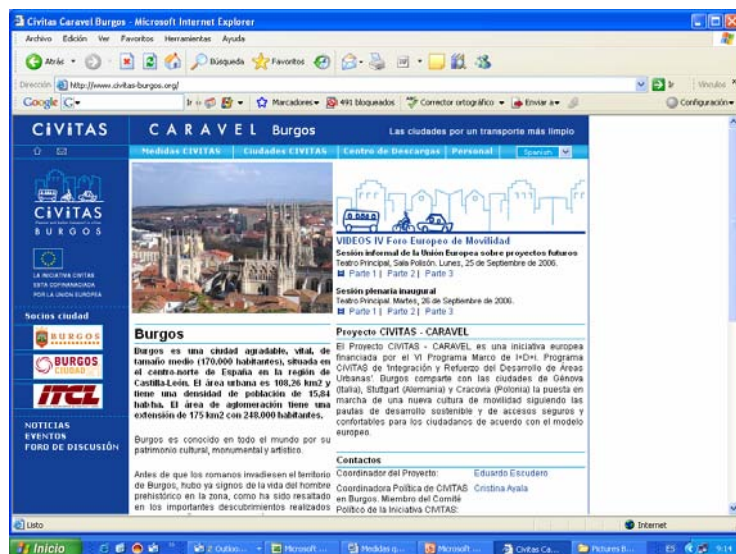 Civitas Caravel Burgos - Microsoft Internet Explorer
Archivo Edición Ver Favoritos Herramientas Ayuda
Atrás Búsqueda Favoritos
Dirección http://www.civitas-burgos.org/ Ir Vínculos
Google Ir Marcadores 491 bloqueados Corrector ortográfico Enviar a Configuración
CiViTAS CARAVEL Burgos Las ciudades por un transporte más limpio
Medidas CIVITAS Ciudades CIVITAS Centro de Descargas Personal Spanish
CiViTAS
BURGOS
LA INICIATIVA CIVITAS
ESTA COFINANCIADA
POR LA UNION EUROPEA
Socios ciudad
BURGOS
BURGOS
CIUDAD
ITCL
NOTICIAS
EVENTOS
FORO DE DISCUSIÓN
Burgos
Burgos es una ciudad agradable, vital, de
tamaño medio (170.000 habitantes), situada en
el centro-norte de España en la región de
Castilla-León. El área urbana es 108,26 km2 y
tiene una densidad de población de 15,84
hab/ha. El área de aglomeración tiene una
extensión de 175 km2 con 248.000 habitantes.
Burgos es conocido en todo el mundo por su
patrimonio cultural, monumental y artístico.
Antes de que los romanos invadiesen el territorio
de Burgos, hubo ya signos de la vida del hombre
prehistórico en la zona, como ha sido resaltado
en los importantes descubrimientos realizados
VIDEOS IV Foro Europeo de Movilidad
Sesión informal de la Unión Europea sobre proyectos futuros
Teatro Principal, Sala Polisón. Lunes, 25 de Septiembre de 2006.
Parte 1 | Parte 2 | Parte 3
Sesión plenaria inaugural
Teatro Principal. Martes, 26 de Septiembre de 2006.
Parte 1 | Parte 2 | Parte 3
Proyecto CIVITAS - CARAVEL
El Proyecto CIVITAS - CARAVEL es una iniciativa europea
financiada por el VI Programa Marco de I+D+i. Programa
CIVITAS de 'Integración y Refuerzo del Desarrollo de Áreas
Urbanas'. Burgos comparte con las ciudades de Génova
(Italia), Stuttgart (Alemania) y Cracovia (Polonia) la puesta en
marcha de una nueva cultura de movilidad siguiendo las
pautas de desarrollo sostenible y de accesos seguros y
confortables para los ciudadanos de acuerdo con el modelo
europeo.
Contactos
Coordinador del Proyecto: Eduardo Escudero
Coordinadora Política de CIVITAS Cristina Ayala
en Burgos. Miembro del Comité
Político de la Iniciativa CIVITAS:
Listo Internet
Inicio 2 Outloo... Microsoft ... Medidas q... Microsoft ... Civitas Ca... Pictures B... ES 9:14